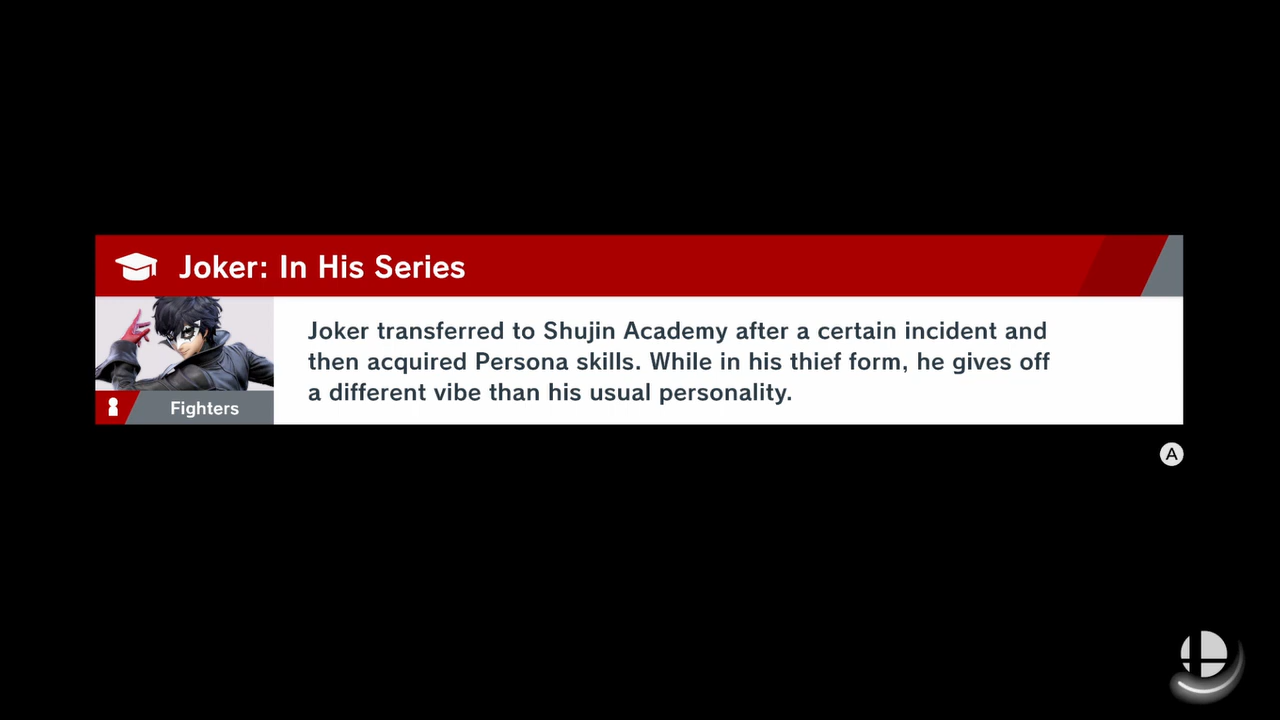 Joker: In His Series
Joker transferred to Shujin Academy after a certain incident and
then acquired Persona skills. While in his thief form, he gives off
a different vibe than his usual personality.
Fighters
A